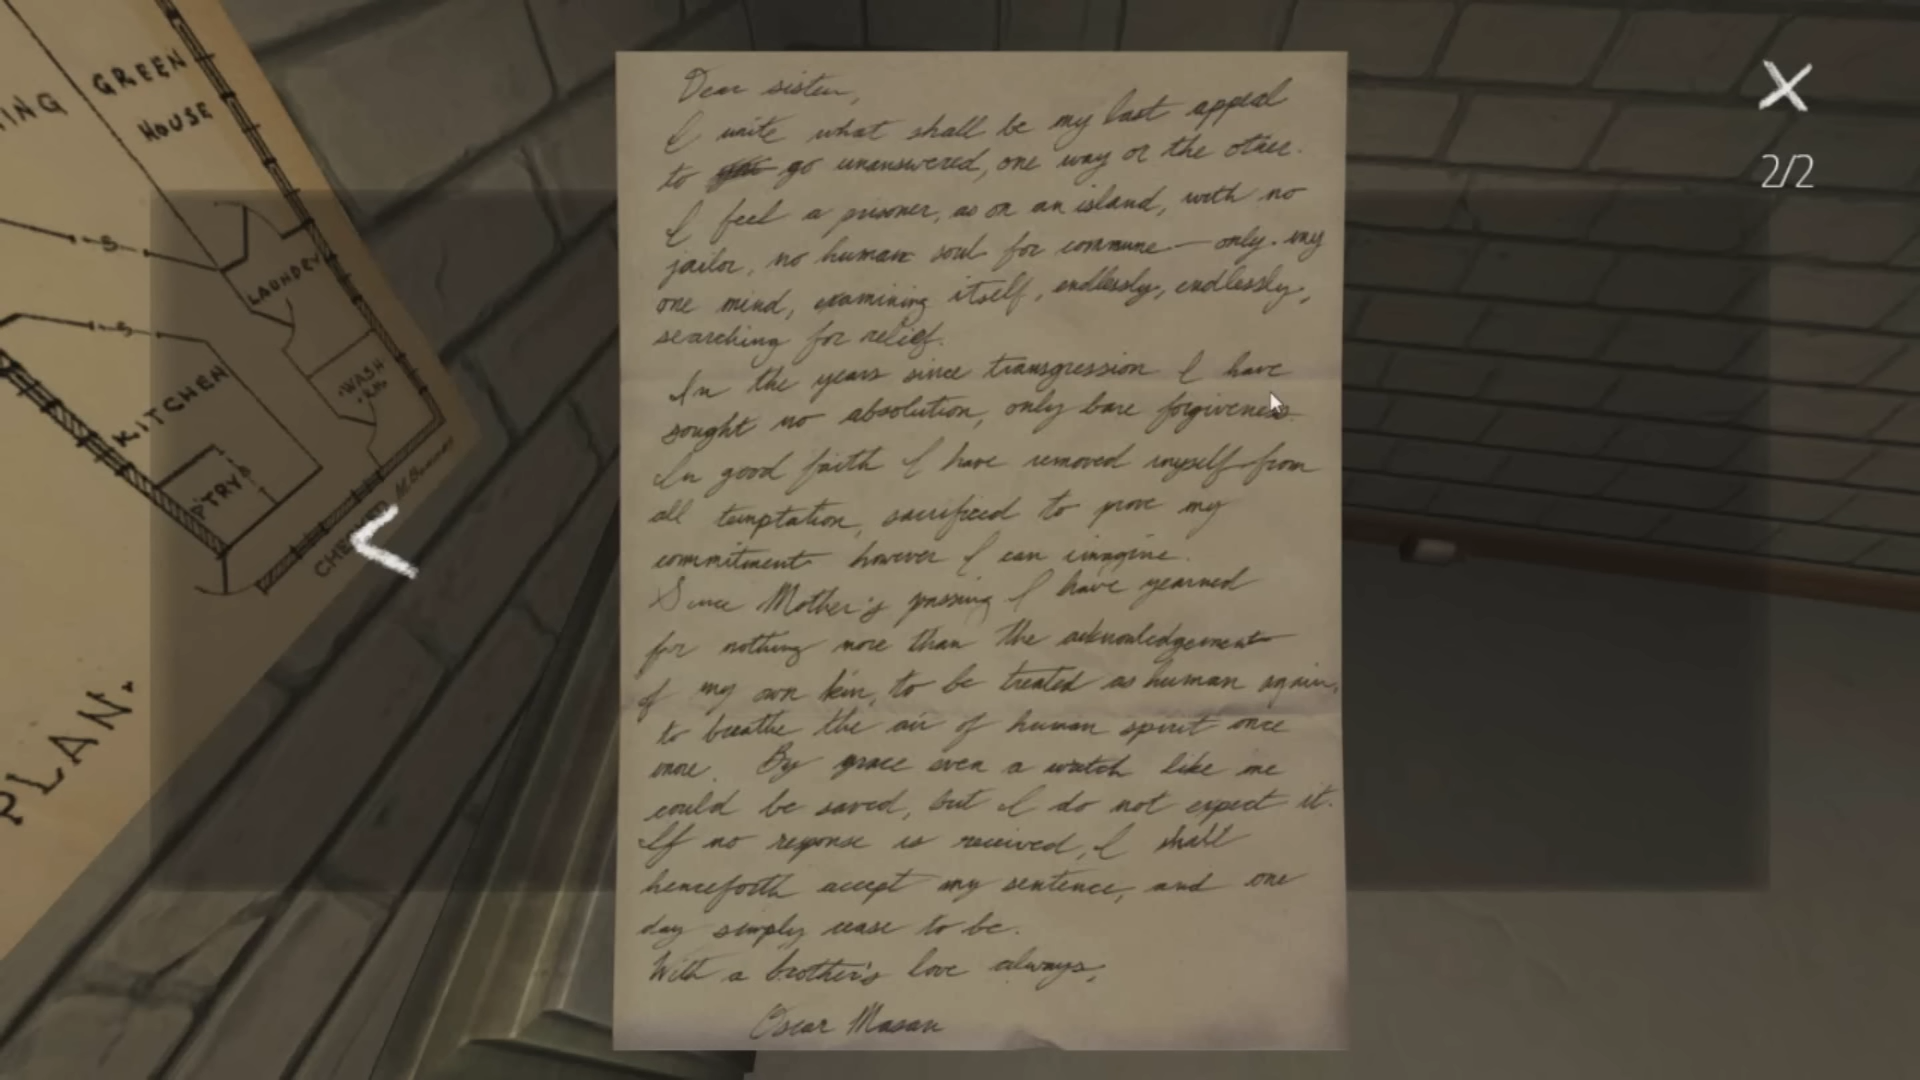 ING
GREEN
HOUSE
LAUNDRY
S
S
WASH
RM
KITCHEN
P'TRY
PLAN.
Dear sister,
I write what shall be my last appeal
to go unanswered, one way or the other.
I feel a prisoner, as on an island, with no
jailor, no human soul for commune — only my
one mind, examining itself, endlessly, endlessly,
searching for relief.
In the years since transgression I have
sought no absolution, only bare forgiveness.
In good faith I have removed myself from
all temptation, sacrificed to prove my
commitment however I can imagine.
Since Mother's passing I have yearned
for nothing more than the acknowledgement
of my own kin, to be treated as human again,
to breathe the air of human spirit once
more. By grace even a wretch like me
could be saved, but I do not expect it.
If no response is received, I shall
henceforth accept my sentence, and one
day simply cease to be.
With a brother's love always,
Oscar Masan
2/2